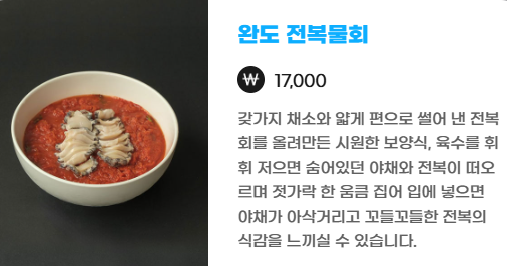 완도 전복물회
₩ 17,000
갖가지 채소와 얇게 편으로 썰어 낸 전복
회를 올려만든 시원한 보양식, 육수를 휘
휘 저으면 숨어있던 야채와 전복이 떠오
르며 젓가락 한 움큼 집어 입에 넣으면
야채가 아삭거리고 꼬들꼬들한 전복의
식감을 느끼실 수 있습니다.